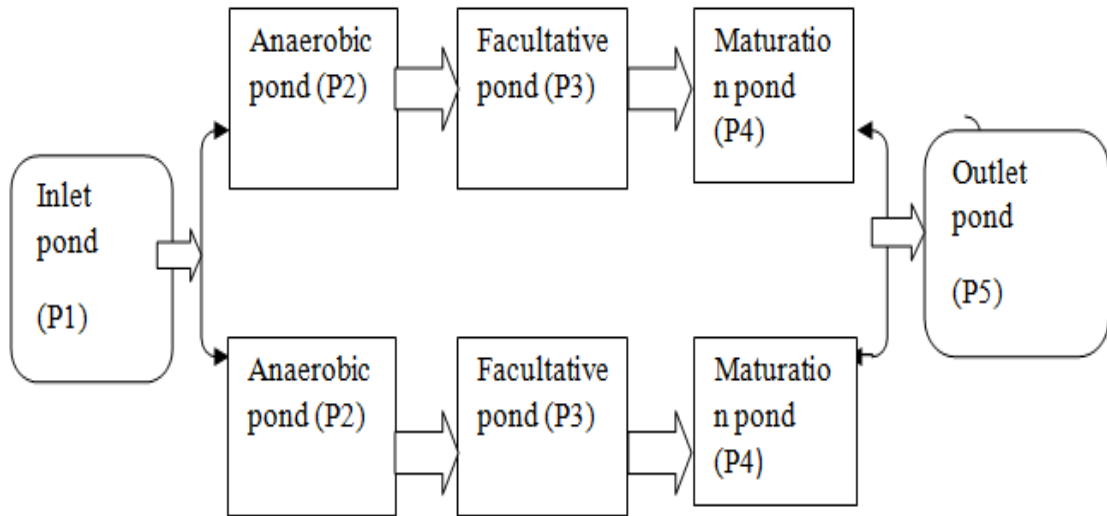 Inlet
pond
(P1)
Anaerobic
pond (P2)
Facultative
pond (P3)
Maturatio
n pond
(P4)
Anaerobic
pond (P2)
Facultative
pond (P3)
Maturatio
n pond
(P4)
Outlet
pond
(P5)